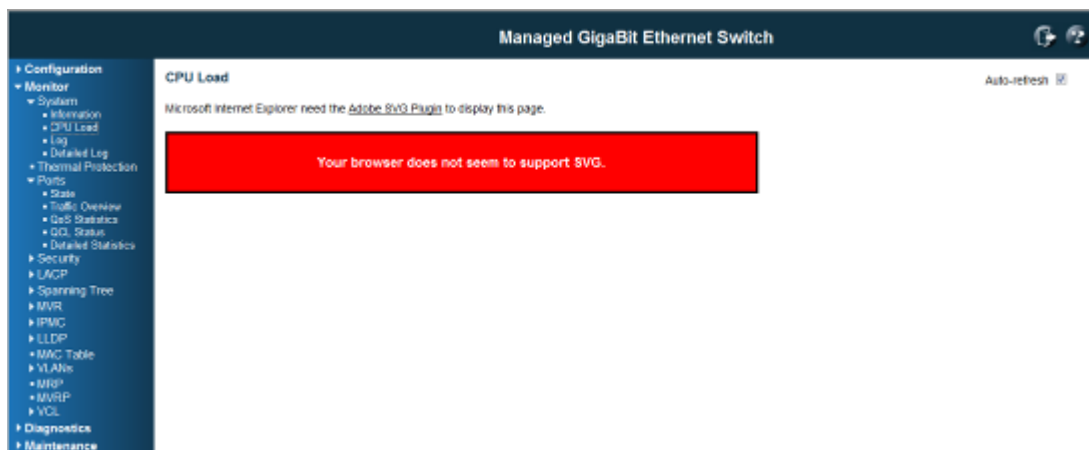 Managed GigaBit Ethernet Switch
Configuration
Monitor
System
Information
CPU Load
Log
Detailed Log
Thermal Protection
Ports
State
Traffic Overview
QoS Statistics
QCL Status
Detailed Statistics
Security
LACP
Spanning Tree
MVR
IPMC
LLDP
MAC Table
VLANs
MRP
MVRP
VCL
Diagnostics
Maintenance
CPU Load
Auto-refresh
Microsoft Internet Explorer need the Adobe SVG Plugin to display this page.
Your browser does not seem to support SVG.